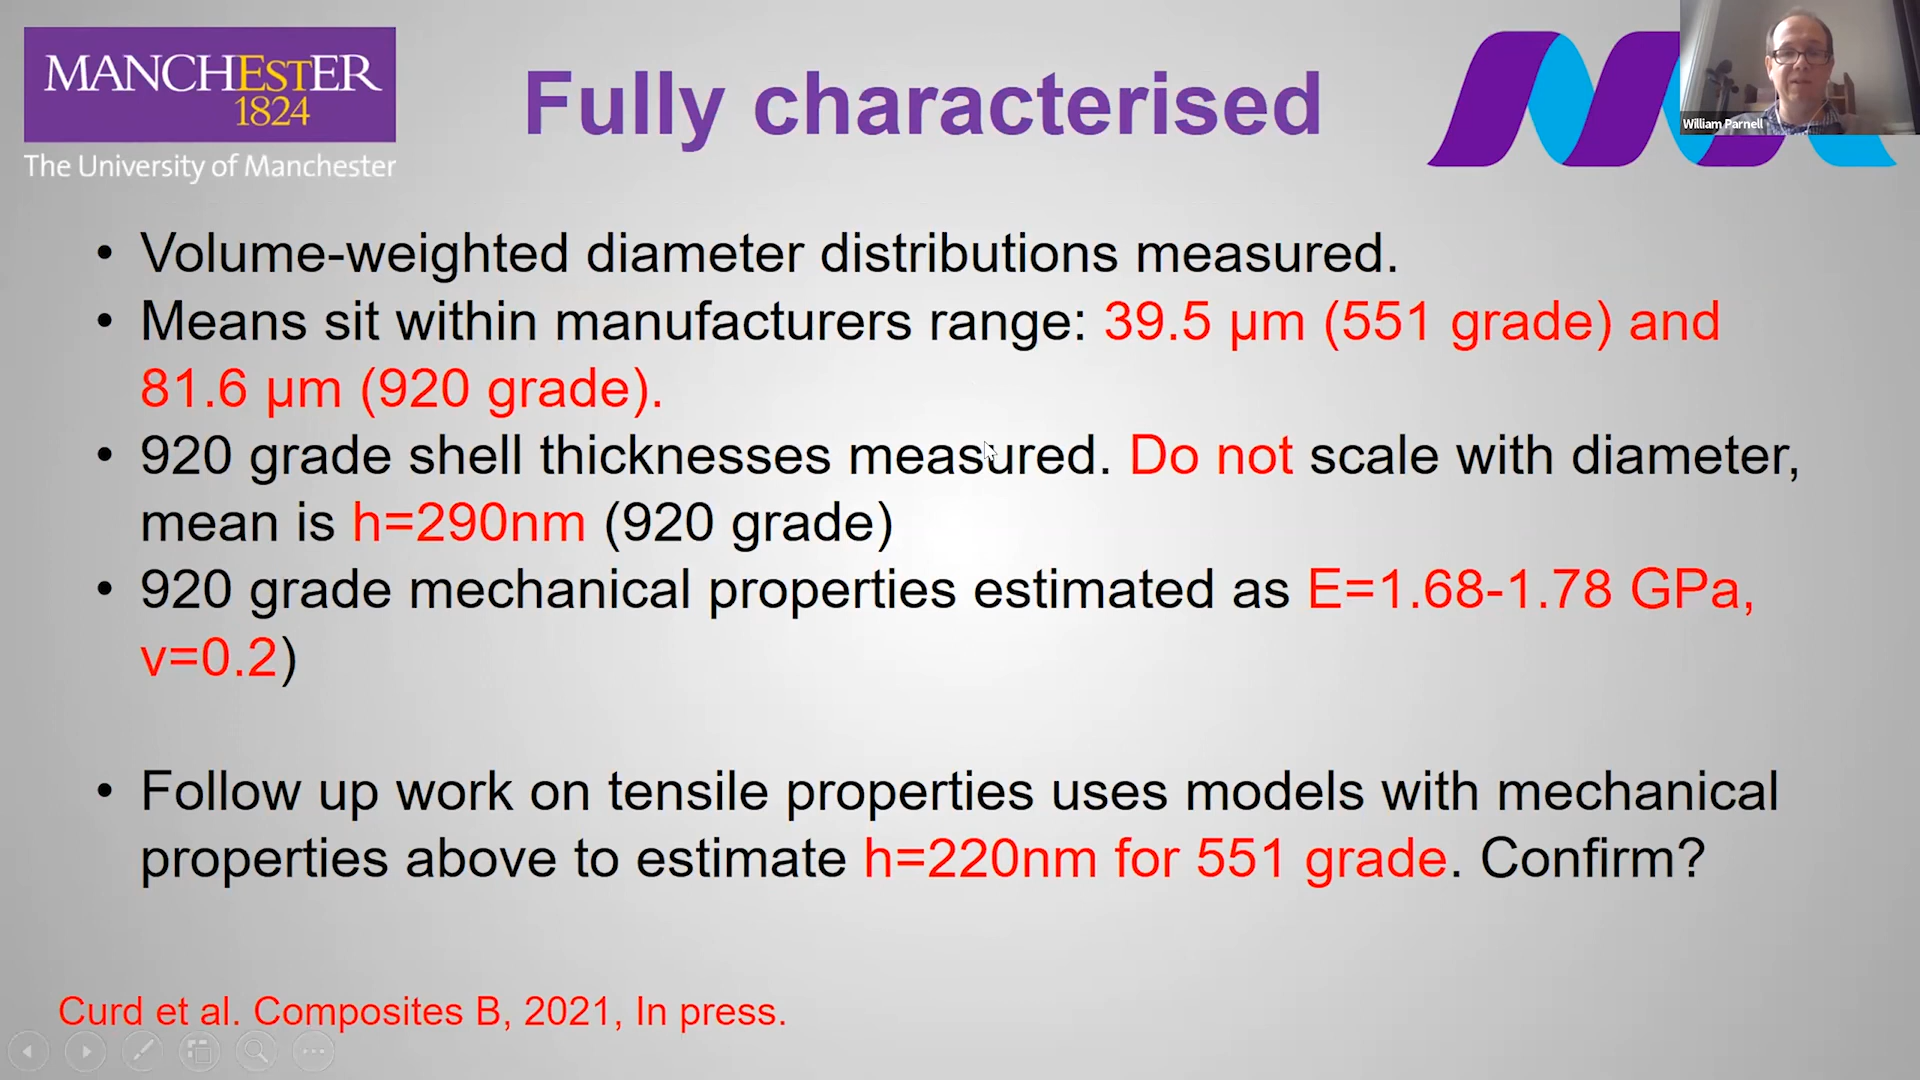 MANCHESTER
1824
The University of Manchester
Fully characterised
William Parnell
• Volume-weighted diameter distributions measured.
• Means sit within manufacturers range: 39.5 μm (551 grade) and
81.6 μm (920 grade).
• 920 grade shell thicknesses measured. Do not scale with diameter,
mean is h=290nm (920 grade)
• 920 grade mechanical properties estimated as E=1.68-1.78 GPa,
ν=0.2)
• Follow up work on tensile properties uses models with mechanical
properties above to estimate h=220nm for 551 grade. Confirm?
Curd et al. Composites B, 2021, In press.